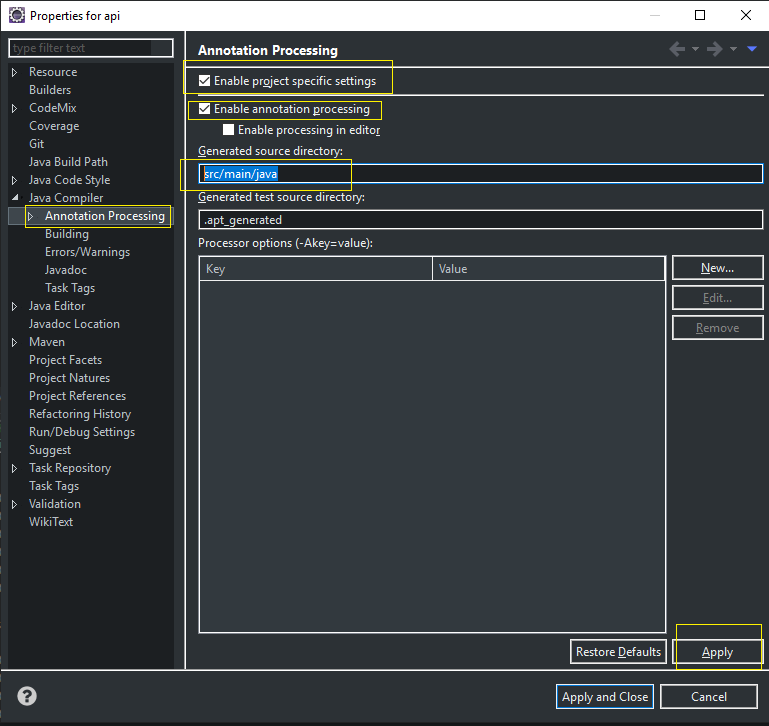 Properties for api
type filter text
Resource
Builders
CodeMix
Coverage
Git
Java Build Path
Java Code Style
Java Compiler
Annotation Processing
Building
Errors/Warnings
Javadoc
Task Tags
Java Editor
Javadoc Location
Maven
Project Facets
Project Natures
Project References
Refactoring History
Run/Debug Settings
Suggest
Task Repository
Task Tags
Validation
WikiText
Annotation Processing
Enable project specific settings
Enable annotation processing
Enable processing in editor
Generated source directory:
src/main/java
Generated test source directory:
.apt_generated
Processor options (-Akey=value):
Key Value
New...
Edit...
Remove
Restore Defaults Apply
? Apply and Close Cancel